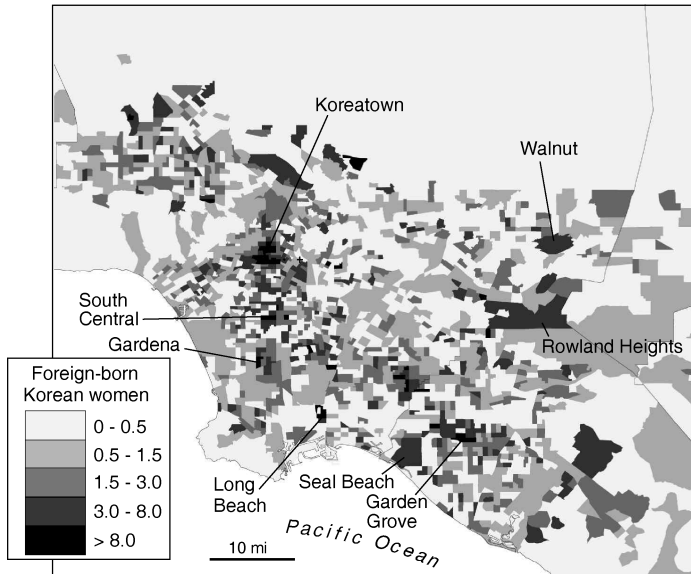 Koreatown
Walnut
South
Central
Gardena
Rowland Heights
Foreign-born
Korean women
0 - 0.5
0.5 - 1.5
1.5 - 3.0
3.0 - 8.0
> 8.0
Long
Beach
Seal Beach
Garden
Grove
10 mi
Pacific Ocean